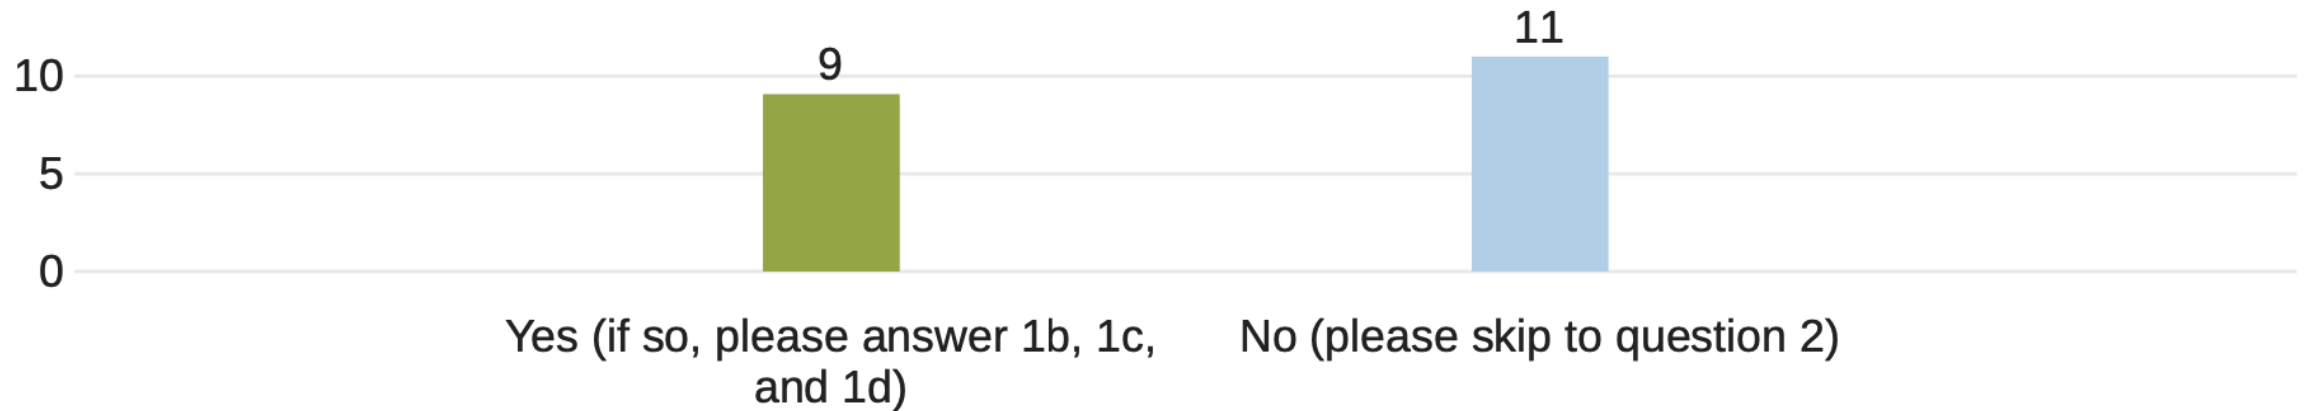 11
9
10
5
0
Yes (if so, please answer 1b, 1c,
and 1d)
No (please skip to question 2)